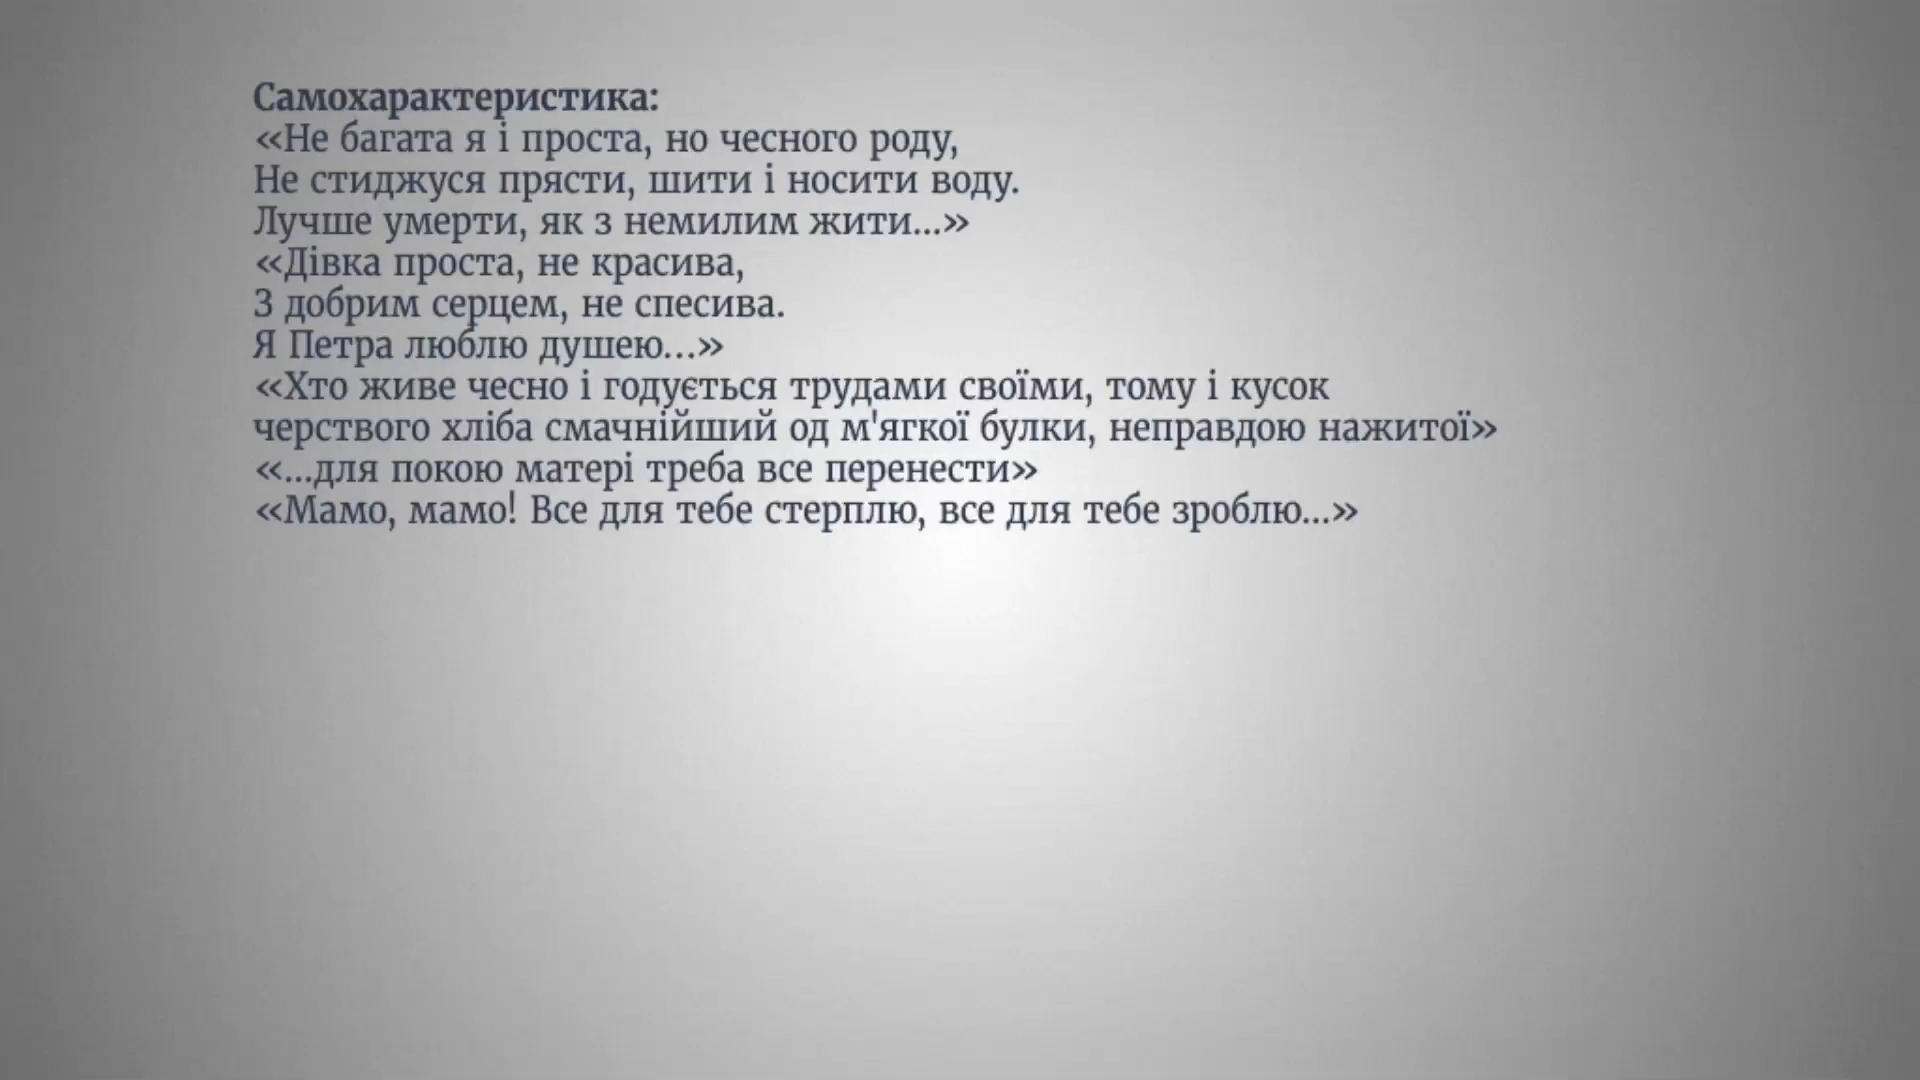 Самохарактеристика:
«Не багата я і проста, но чесного роду,
Не стиджуся прясти, шити і носити воду.
Лучше умерти, як з немилим жити...»
«Дівка проста, не красива,
З добрим серцем, не спесива.
Я Петра люблю душею...»
«Хто живе чесно і годується трудами своїми, тому і кусок
черствого хліба смачнійший од м'ягкої булки, неправдою нажитої»
«...для покою матері треба все перенести»
«Мамо, мамо! Все для тебе стерплю, все для тебе зроблю...»